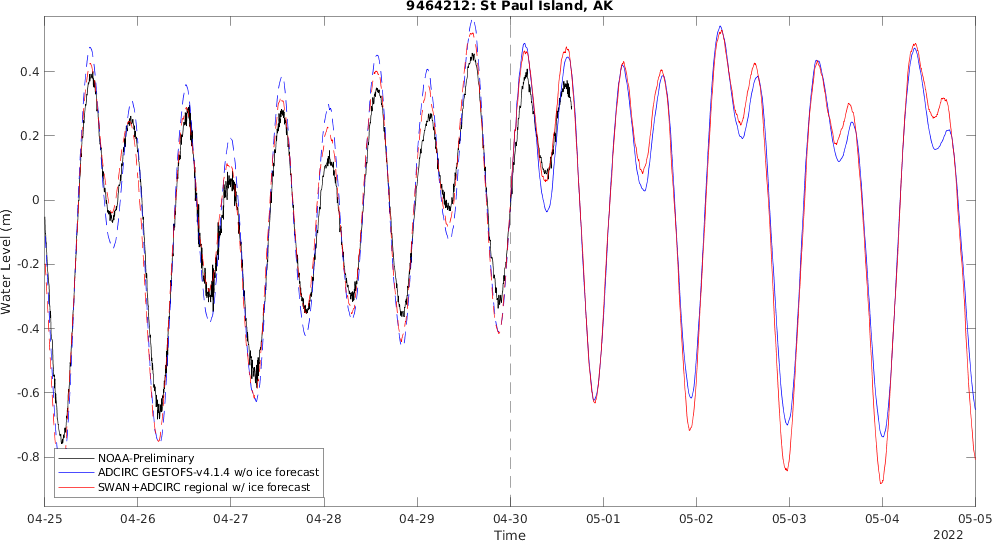 9464212: St Paul Island, AK
0.4
0.2
0
-0.2
-0.4
-0.6
-0.8
Water Level (m)
NOAA-Preliminary
ADCIRC GESTOFS-v4.1.4 w/o ice forecast
SWAN+ADCIRC regional w/ ice forecast
04-25 04-26 04-27 04-28 04-29 04-30 05-01 05-02 05-03 05-04 05-05
Time
2022